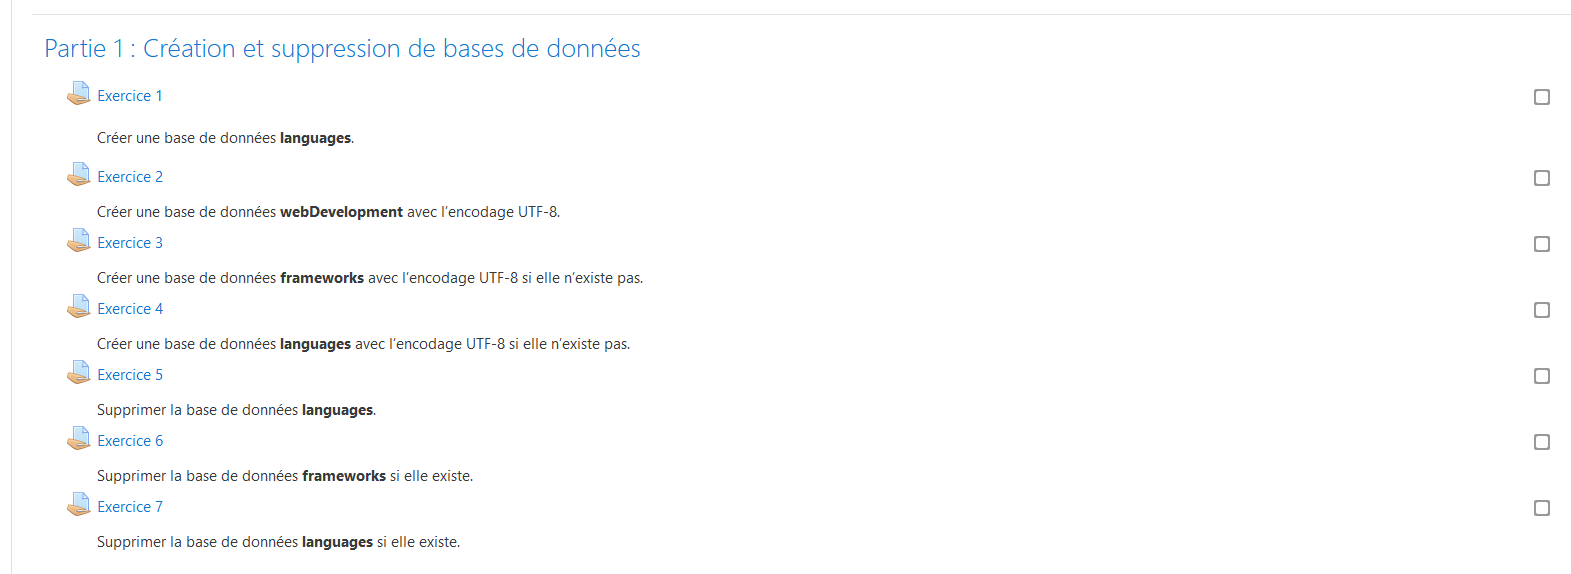 Partie 1 : Création et suppression de bases de données
Exercice 1
Créer une base de données languages.
Exercice 2
Créer une base de données webDevelopment avec l’encodage UTF-8.
Exercice 3
Créer une base de données frameworks avec l’encodage UTF-8 si elle n’existe pas.
Exercice 4
Créer une base de données languages avec l’encodage UTF-8 si elle n’existe pas.
Exercice 5
Supprimer la base de données languages.
Exercice 6
Supprimer la base de données frameworks si elle existe.
Exercice 7
Supprimer la base de données languages si elle existe.